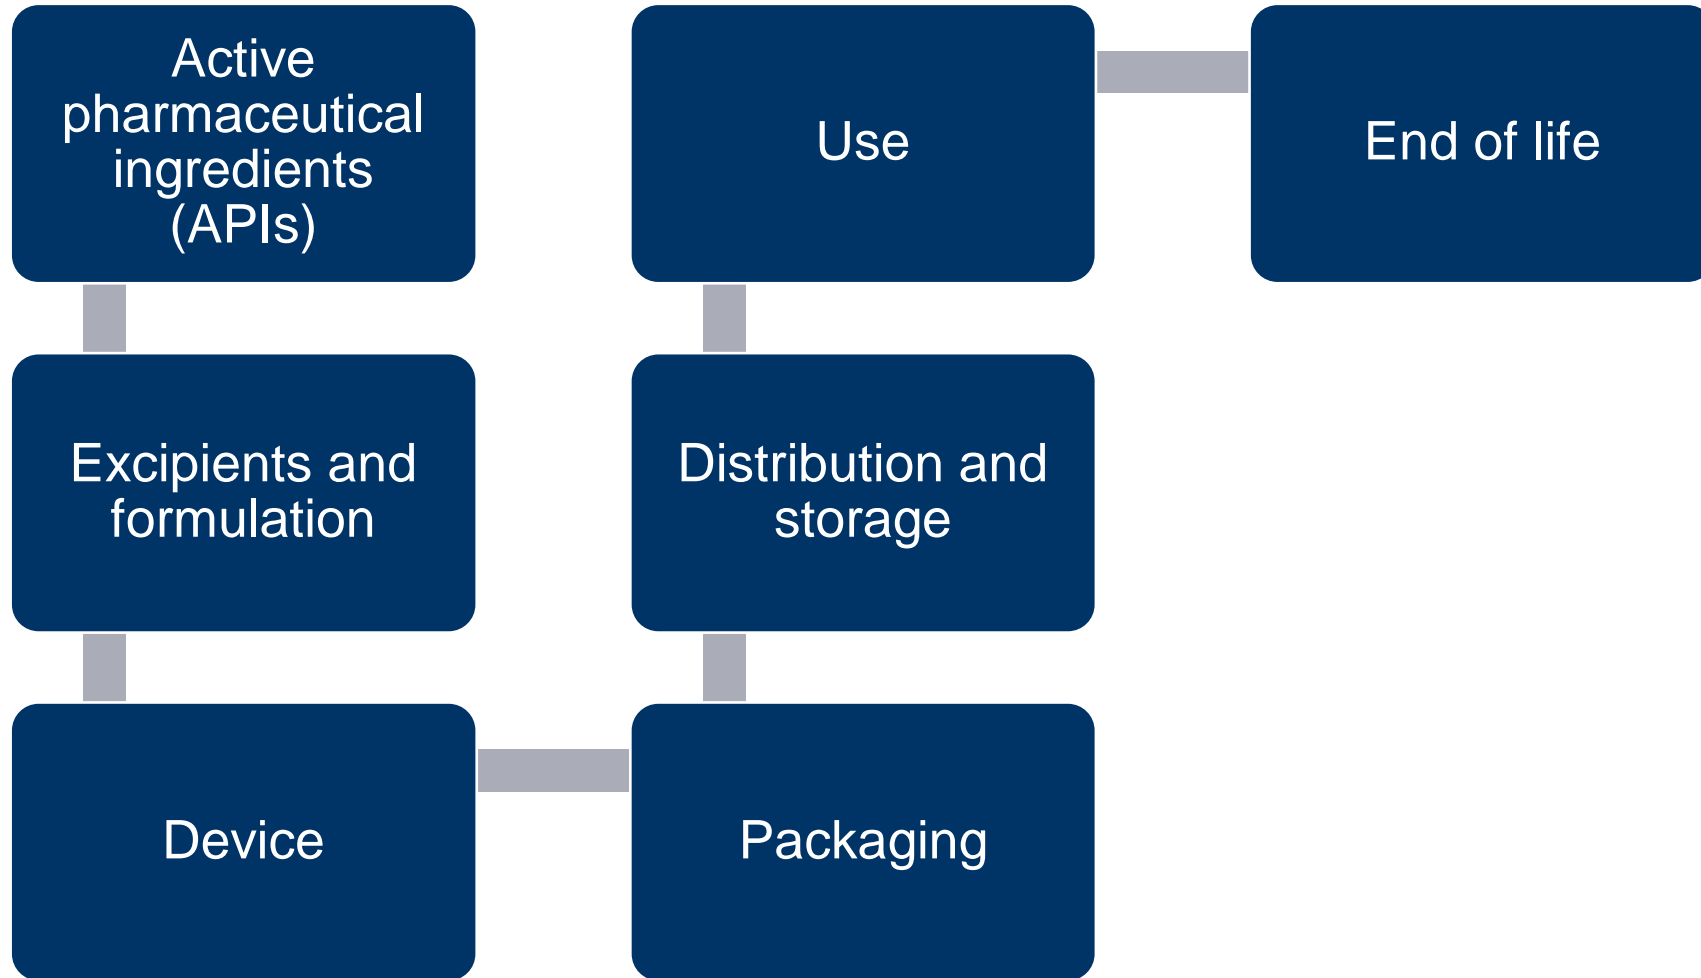 Active
pharmaceutical
ingredients
(APIs)
Excipients and
formulation
Device
Packaging
Distribution and
storage
Use
End of life